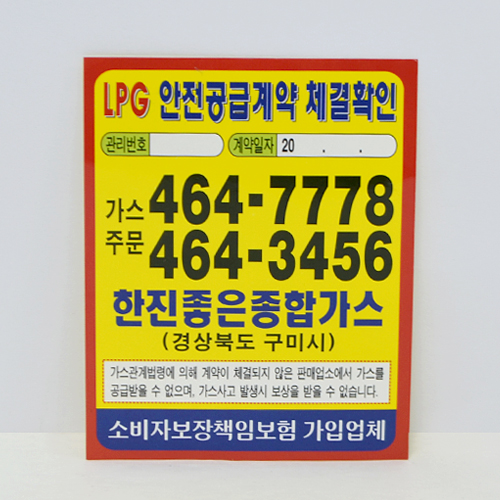 LPG 안전공급계약 체결확인
관리번호 계약일자 20 . .
가스 464-7778
주문 464-3456
한진좋은종합가스
(경상북도 구미시)
가스관계법령에 의해 계약이 체결되지 않은 판매업소에서 가스를
공급받을 수 없으며, 가스사고 발생시 보상을 받을 수 없습니다.
소비자보장책임보험 가입업체